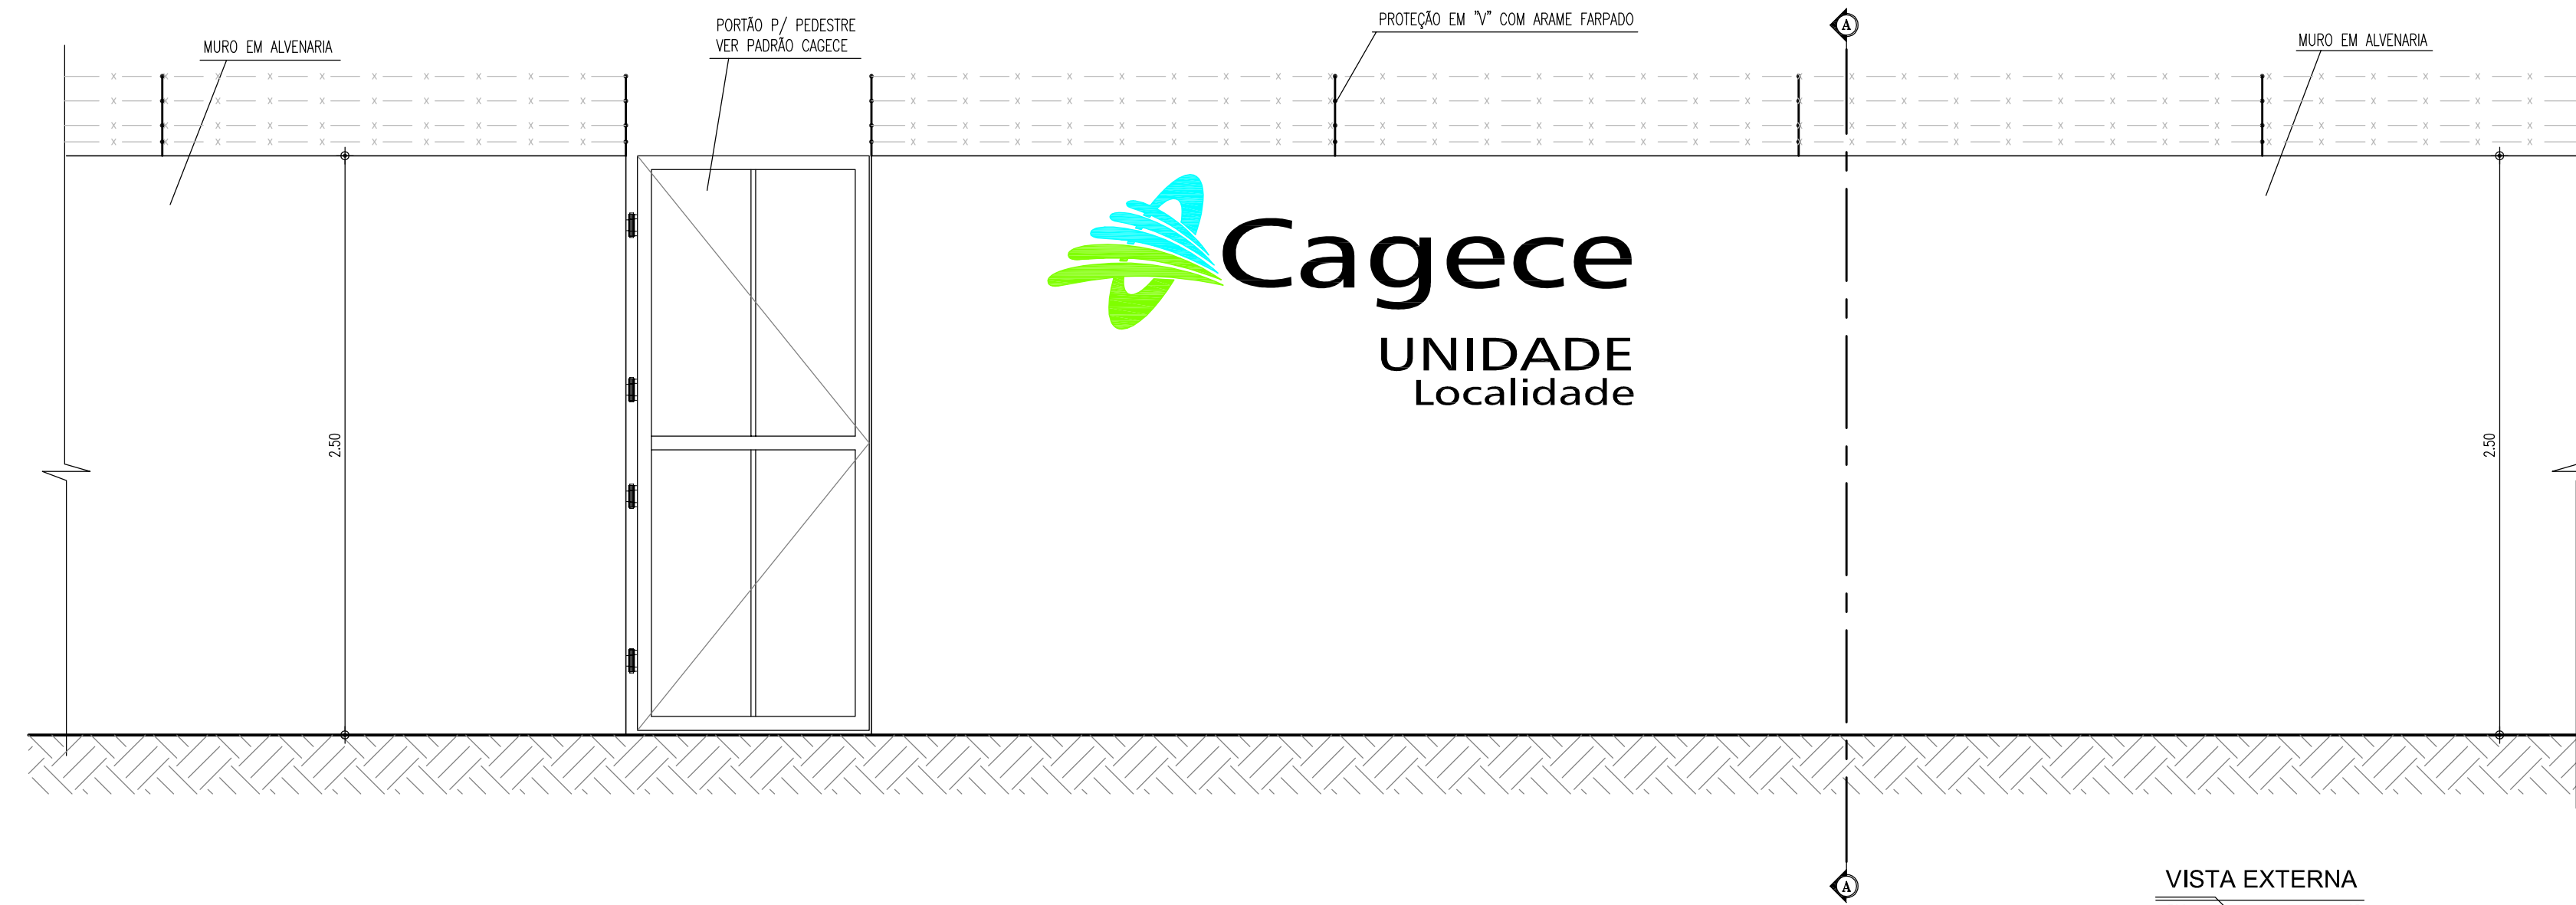 MURO EM ALVENARIA
PORTÃO P/ PEDESTRE
VER PADRÃO CAGECE
PROTEÇÃO EM "V" COM ARAME FARPADO
A
MURO EM ALVENARIA
Cagece
UNIDADE
Localidade
2.50
2.50
A
VISTA EXTERNA